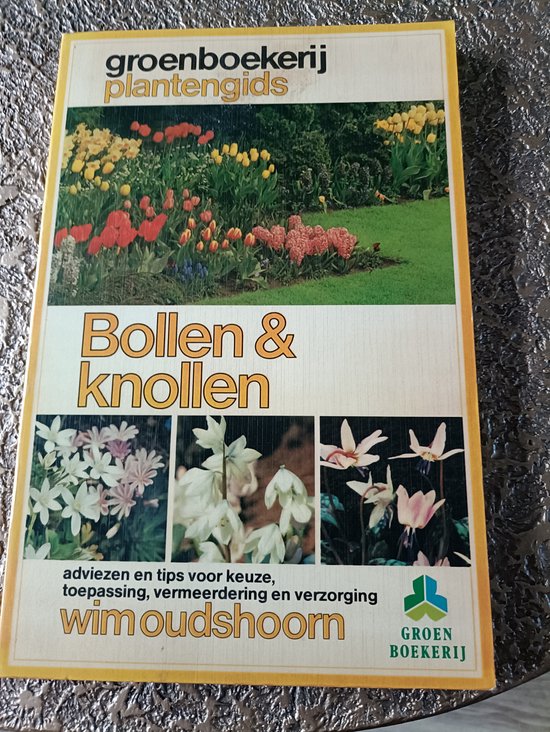 groenboekerij
plantengids
Bollen &
knollen
adviezen en tips voor keuze,
toepassing, vermeerdering en verzorging
wim oudshoorn
GROEN
BOEKERIJ